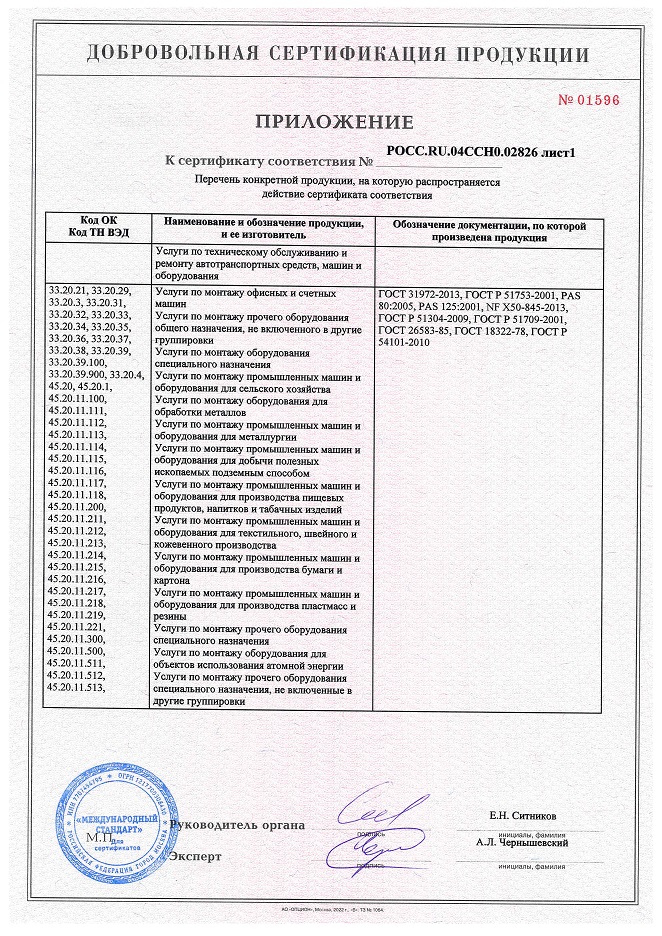 ДОБРОВОЛЬНАЯ СЕРТИФИКАЦИЯ ПРОДУКЦИИ
№ 01596
ПРИЛОЖЕНИЕ
К сертификату соответствия № РОСС.RU.04ССН0.02826 лист1
Перечень конкретной продукции, на которую распространяется
действие сертификата соответствия
Код ОК
Код ТН ВЭД
Наименование и обозначение продукции,
и ее изготовитель
Обозначение документации, по которой
произведена продукция
Услуги по техническому обслуживанию и
ремонту автотранспортных средств, машин и
оборудования
33.20.21, 33.20.29,
33.20.3, 33.20.31,
33.20.32, 33.20.33,
33.20.34, 33.20.35,
33.20.36, 33.20.37,
33.20.38, 33.20.39,
33.20.39.100,
33.20.39.900, 33.20.4,
45.20, 45.20.1,
45.20.11.100,
45.20.11.111,
45.20.11.112,
45.20.11.113,
45.20.11.114,
45.20.11.115,
45.20.11.116,
45.20.11.117,
45.20.11.118,
45.20.11.200,
45.20.11.211,
45.20.11.212,
45.20.11.213,
45.20.11.214,
45.20.11.215,
45.20.11.216,
45.20.11.217,
45.20.11.218,
45.20.11.219,
45.20.11.221,
45.20.11.300,
45.20.11.500,
45.20.11.511,
45.20.11.512,
45.20.11.513,
Услуги по монтажу офисных и счетных
машин
Услуги по монтажу прочего оборудования
общего назначения, не включенного в другие
группировки
Услуги по монтажу оборудования
специального назначения
Услуги по монтажу промышленных машин и
оборудования для сельского хозяйства
Услуги по монтажу оборудования для
обработки металлов
Услуги по монтажу промышленных машин и
оборудования для металлургии
Услуги по монтажу промышленных машин и
оборудования для добычи полезных
ископаемых подземным способом
Услуги по монтажу промышленных машин и
оборудования для производства пищевых
продуктов, напитков и табачных изделий
Услуги по монтажу промышленных машин и
оборудования для текстильного, швейного и
кожевенного производства
Услуги по монтажу промышленных машин и
оборудования для производства бумаги и
картона
Услуги по монтажу промышленных машин и
оборудования для производства пластмасс и
резины
Услуги по монтажу прочего оборудования
специального назначения
Услуги по монтажу оборудования для
объектов использования атомной энергии
Услуги по монтажу прочего оборудования
специального назначения, не включенные в
другие группировки
ГОСТ 31972-2013, ГОСТ Р 51753-2001, PAS
80:2005, PAS 125:2001, NF X50-845-2013,
ГОСТ Р 51304-2009, ГОСТ Р 51709-2001,
ГОСТ 26583-85, ГОСТ 18322-78, ГОСТ Р
54101-2010
«МЕЖДУНАРОДНЫЙ
СТАНДАРТ»
Для
сертификатов
РОССИЙСКАЯ ФЕДЕРАЦИЯ ГОРОД МОСКВА
М.П.
Руководитель органа
подпись
Е.Н. Ситников
инициалы, фамилия
Эксперт
подпись
А.Л. Чернышевский
инициалы, фамилия
АО «ОПЦИОН», Москва, 2022 г., «Б». ТЗ № 1064.